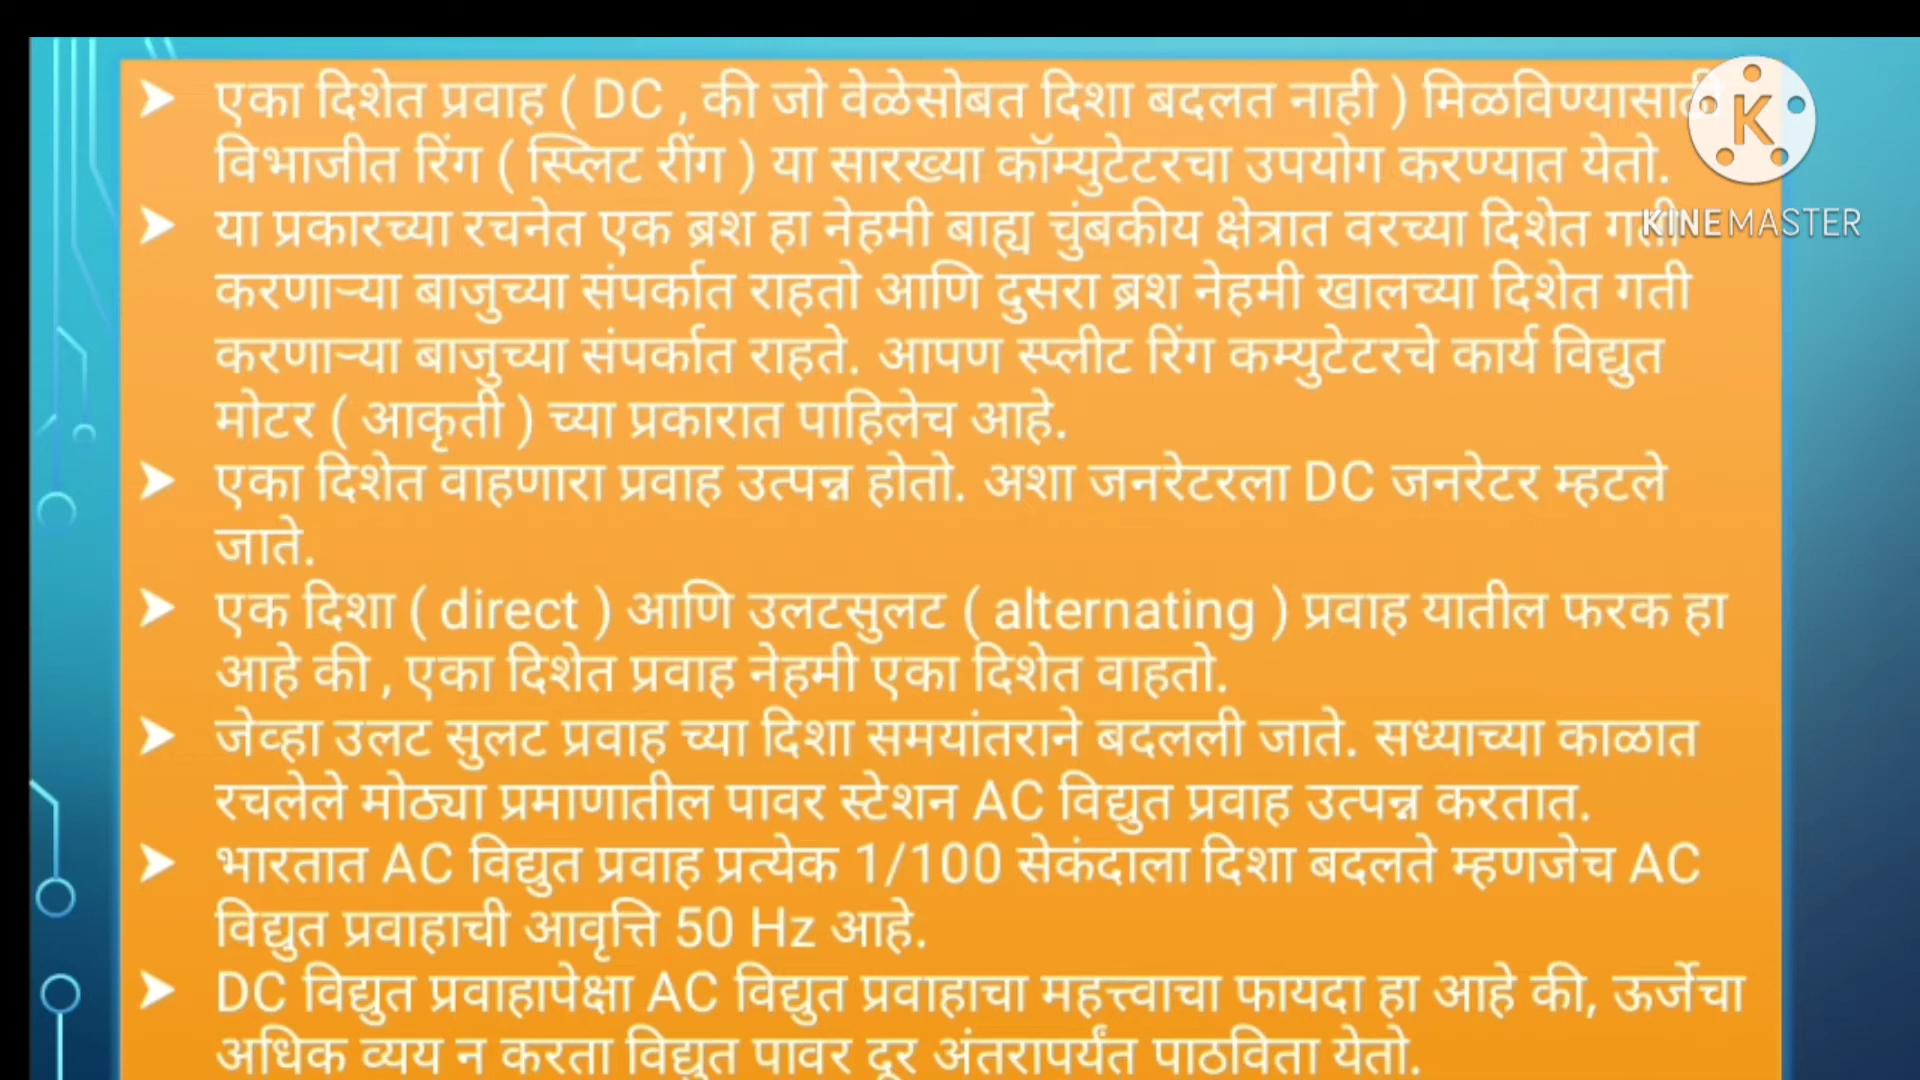 ➤ एका दिशेत प्रवाह ( DC , की जो वेळेसोबत दिशा बदलत नाही ) मिळविण्यासाठी
विभाजीत रिंग ( स्प्लिट रींग ) या सारख्या कॉम्युटेटरचा उपयोग करण्यात येतो.
➤ या प्रकारच्या रचनेत एक ब्रश हा नेहमी बाह्य चुंबकीय क्षेत्रात वरच्या दिशेत गती
करणाऱ्या बाजुच्या संपर्कात राहतो आणि दुसरा ब्रश नेहमी खालच्या दिशेत गती
करणाऱ्या बाजुच्या संपर्कात राहते. आपण स्प्लीट रिंग कम्युटेटरचे कार्य विद्युत
मोटर ( आकृती ) च्या प्रकारात पाहिलेच आहे.
➤ एका दिशेत वाहणारा प्रवाह उत्पन्न होतो. अशा जनरेटरला DC जनरेटर म्हटले
जाते.
➤ एक दिशा ( direct ) आणि उलटसुलट ( alternating ) प्रवाह यातील फरक हा
आहे की , एका दिशेत प्रवाह नेहमी एका दिशेत वाहतो.
➤ जेव्हा उलट सुलट प्रवाह च्या दिशा समयांतराने बदलली जाते. सध्याच्या काळात
रचलेले मोठ्या प्रमाणातील पावर स्टेशन AC विद्युत प्रवाह उत्पन्न करतात.
➤ भारतात AC विद्युत प्रवाह प्रत्येक 1/100 सेकंदाला दिशा बदलते म्हणजेच AC
विद्युत प्रवाहाची आवृत्ति 50 Hz आहे.
➤ DC विद्युत प्रवाहापेक्षा AC विद्युत प्रवाहाचा महत्त्वाचा फायदा हा आहे की, ऊर्जेचा
अधिक व्यय न करता विद्युत पावर दूर अंतरापर्यंत पाठविता येतो.
K
KINEMASTER